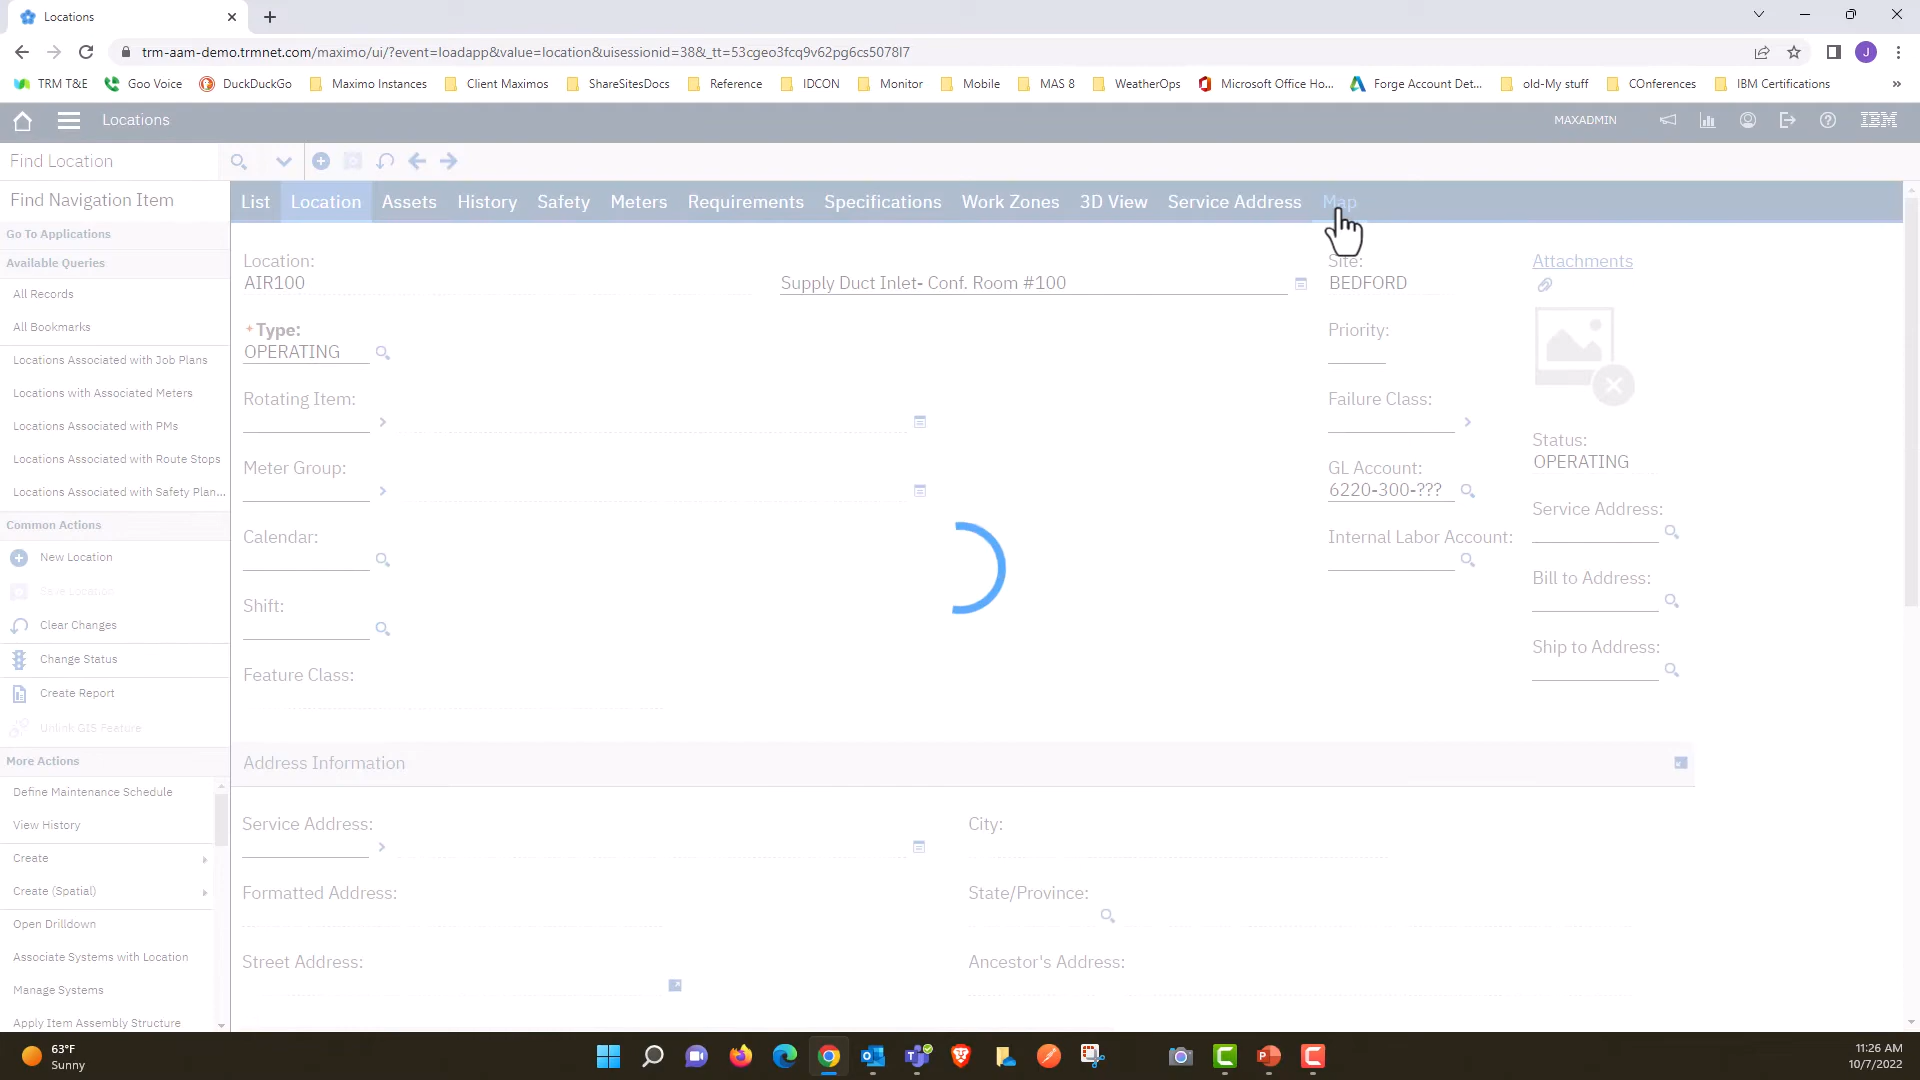 Locations
trm-aam-demo.trmnet.com/maximo/ui/?event=loadapp&value=location&uisessionid=38&_tt=53cgeo3fcq9v62pg6cs5078l7
J
TRM T&E Goo Voice DuckDuckGo Maximo Instances Client Maximos ShareSitesDocs Reference IDCON Monitor Mobile MAS 8 WeatherOps Microsoft Office Ho... Forge Account Det... old-My stuff COnferences IBM Certifications »
Locations MAXADMIN IBM
Find Location
Find Navigation Item
List Location Assets History Safety Meters Requirements Specifications Work Zones 3D View Service Address Map
Go To Applications
Available Queries
All Records
All Bookmarks
Locations Associated with Job Plans
Locations with Associated Meters
Locations Associated with PMs
Locations Associated with Route Stops
Locations Associated with Safety Plan...
Common Actions
New Location
Save Location
Clear Changes
Change Status
Create Report
Unlink GIS Feature
More Actions
Define Maintenance Schedule
View History
Create
Create (Spatial)
Open Drilldown
Associate Systems with Location
Manage Systems
Apply Item Assembly Structure
Location:
AIR100
Supply Duct Inlet- Conf. Room #100
* Type:
OPERATING
Rotating Item:
Meter Group:
Calendar:
Shift:
Feature Class:
Site:
BEDFORD
Priority:
Failure Class:
GL Account:
6220-300-???
Internal Labor Account:
Attachments
Status:
OPERATING
Service Address:
Bill to Address:
Ship to Address:
Address Information
Service Address:
Formatted Address:
Street Address:
City:
State/Province:
Ancestor's Address:
63°F
Sunny
11:26 AM
10/7/2022